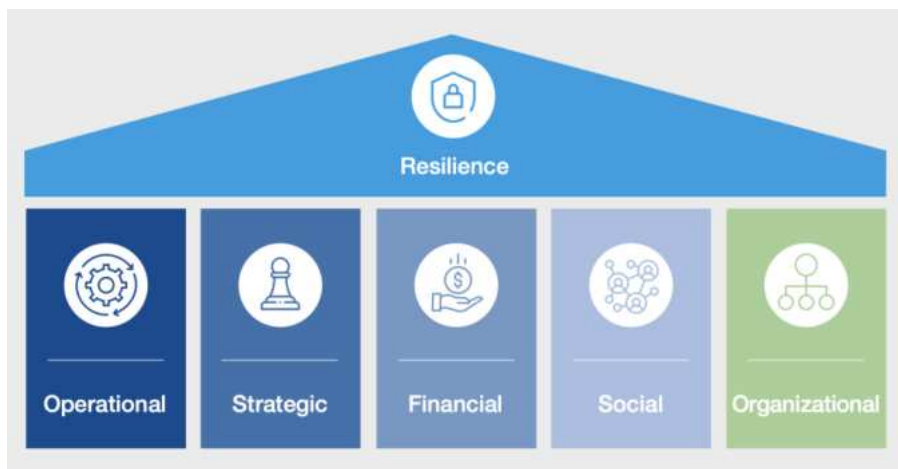 Resilience
Operational
Strategic
Financial
Social
Organizational